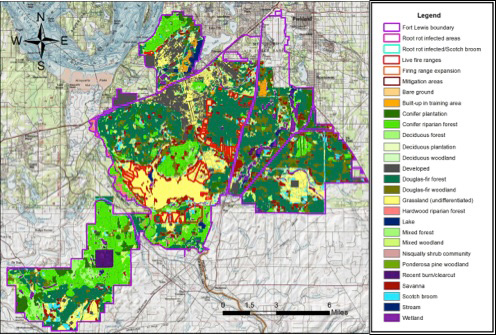 N
W E
S
0 1.5 3 6
Miles
Legend
Fort Lewis boundary
Root rot infected areas
Root rot infected/Scotch broom
Live fire ranges
Firing range expansion
Mitigation areas
Bare ground
Built-up in training area
Conifer plantation
Conifer riparian forest
Deciduous forest
Deciduous plantation
Deciduous woodland
Developed
Douglas-fir forest
Douglas-fir woodland
Grassland (undifferentiated)
Hardwood riparian forest
Lake
Mixed forest
Mixed woodland
Nisqually shrub community
Ponderosa pine woodland
Recent burn/clearcut
Savanna
Scotch broom
Stream
Wetland